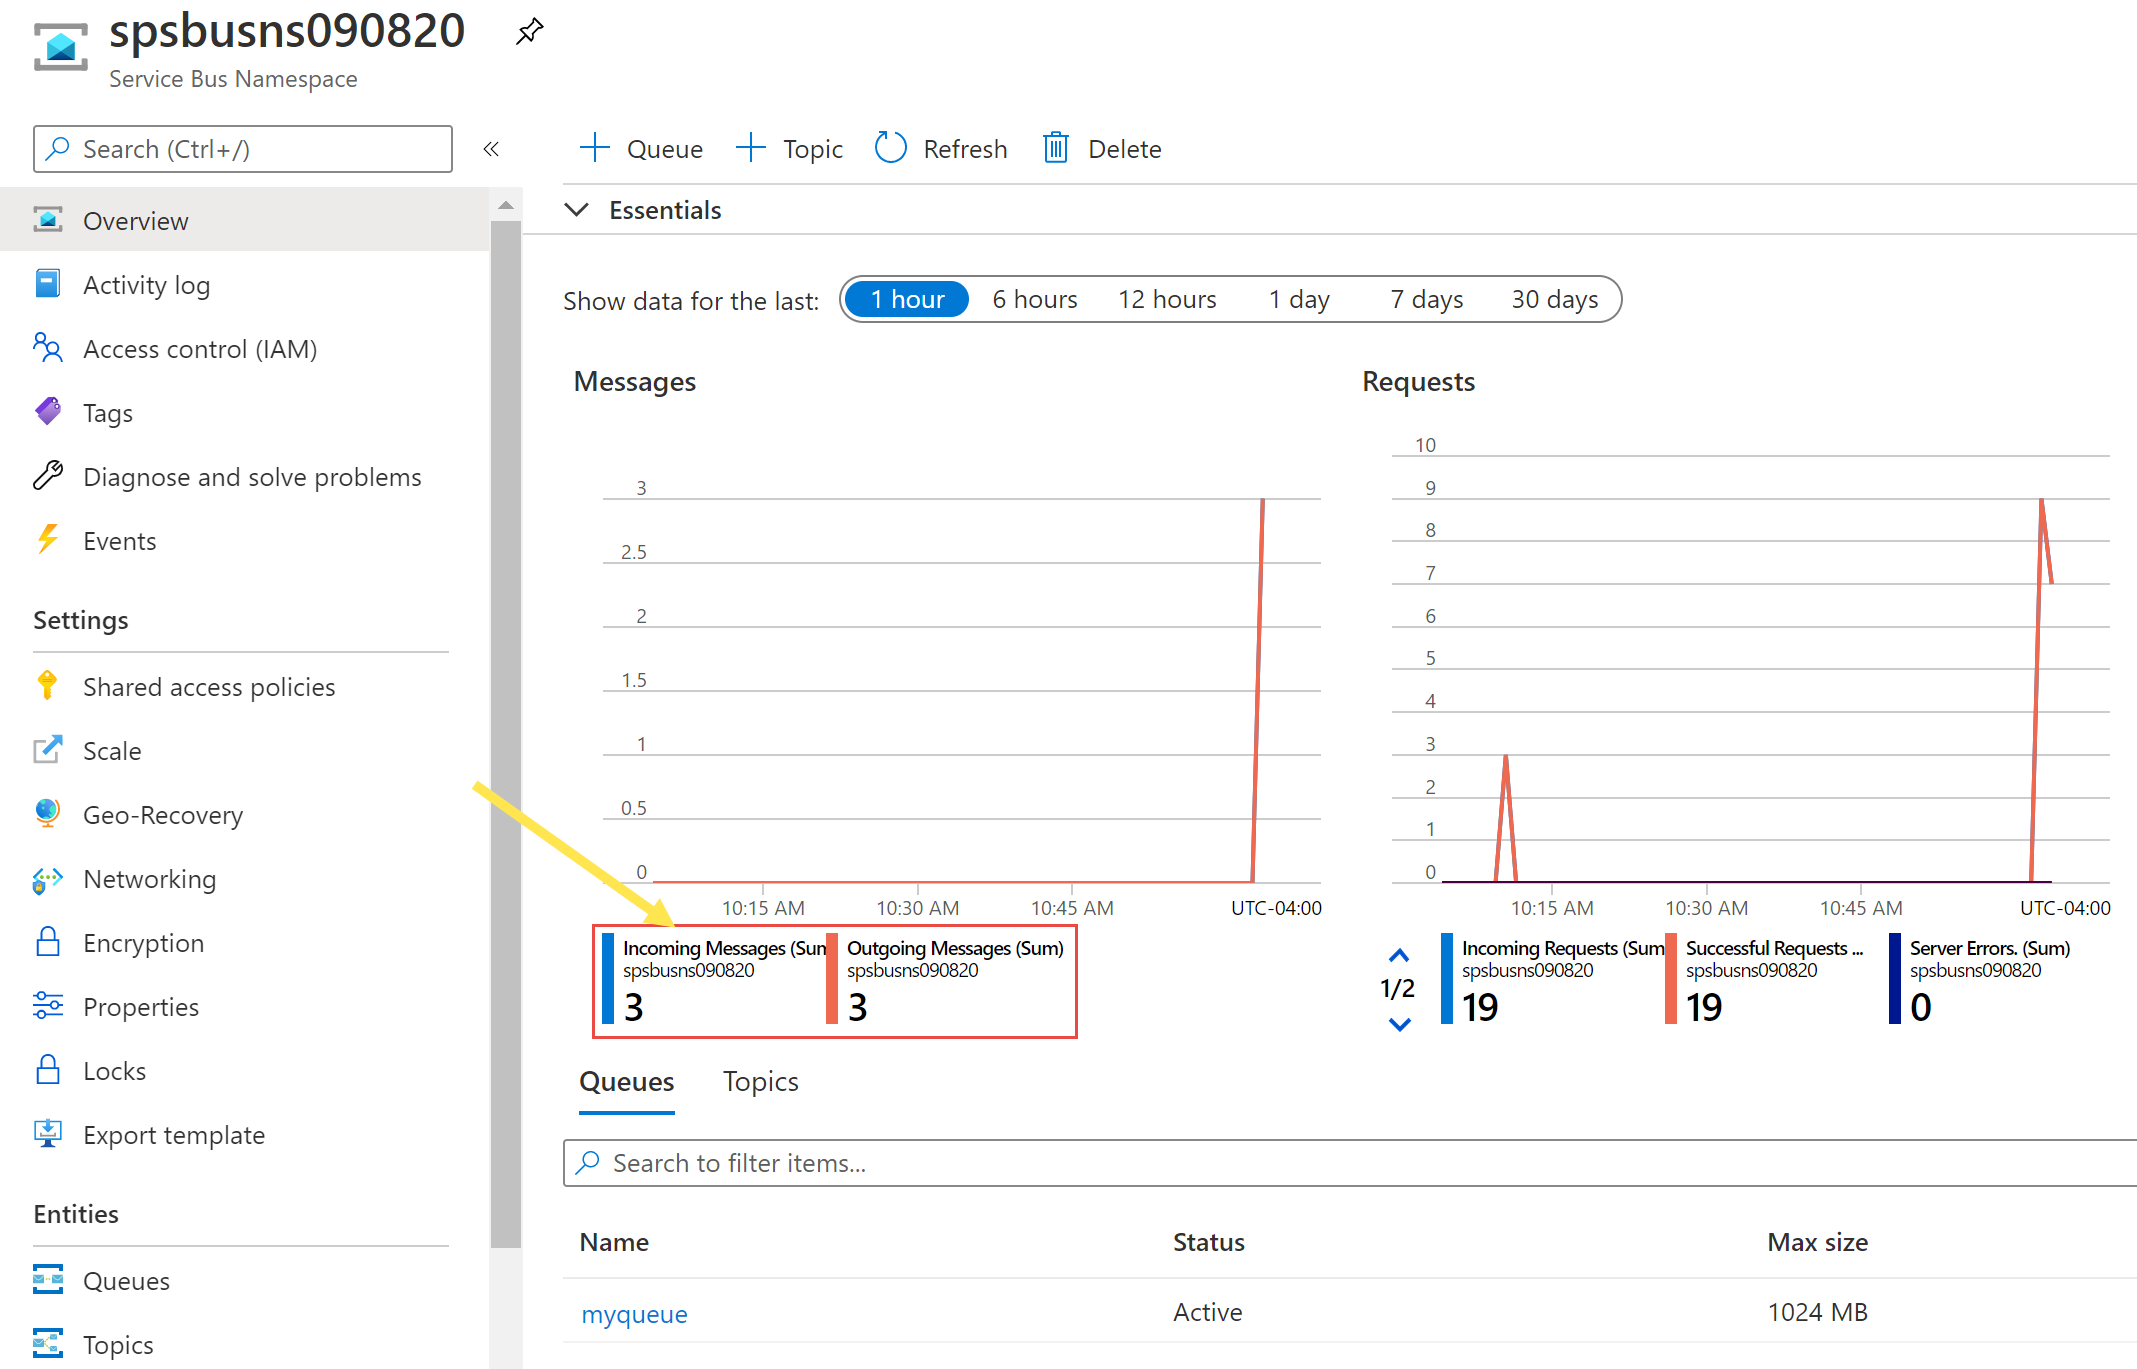 spsbusns090820
Service Bus Namespace
Search (Ctrl+/)
«
Overview
Activity log
Access control (IAM)
Tags
Diagnose and solve problems
Events
Settings
Shared access policies
Scale
Geo-Recovery
Networking
Encryption
Properties
Locks
Export template
Entities
Queues
Topics
Queue Topic Refresh Delete
Essentials
Show data for the last: 1 hour 6 hours 12 hours 1 day 7 days 30 days
Messages
3
2.5
2
1.5
1
0.5
0
10:15 AM 10:30 AM 10:45 AM UTC-04:00
Incoming Messages (Sum
spsbusns090820
3
Outgoing Messages (Sum)
spsbusns090820
3
Requests
10
9
8
7
6
5
4
3
2
1
0
10:15 AM 10:30 AM 10:45 AM UTC-04:00
1/2
Incoming Requests (Sum
spsbusns090820
19
Successful Requests ...
spsbusns090820
19
Server Errors. (Sum)
spsbusns090820
0
Queues Topics
Search to filter items...
Name Status Max size
myqueue Active 1024 MB